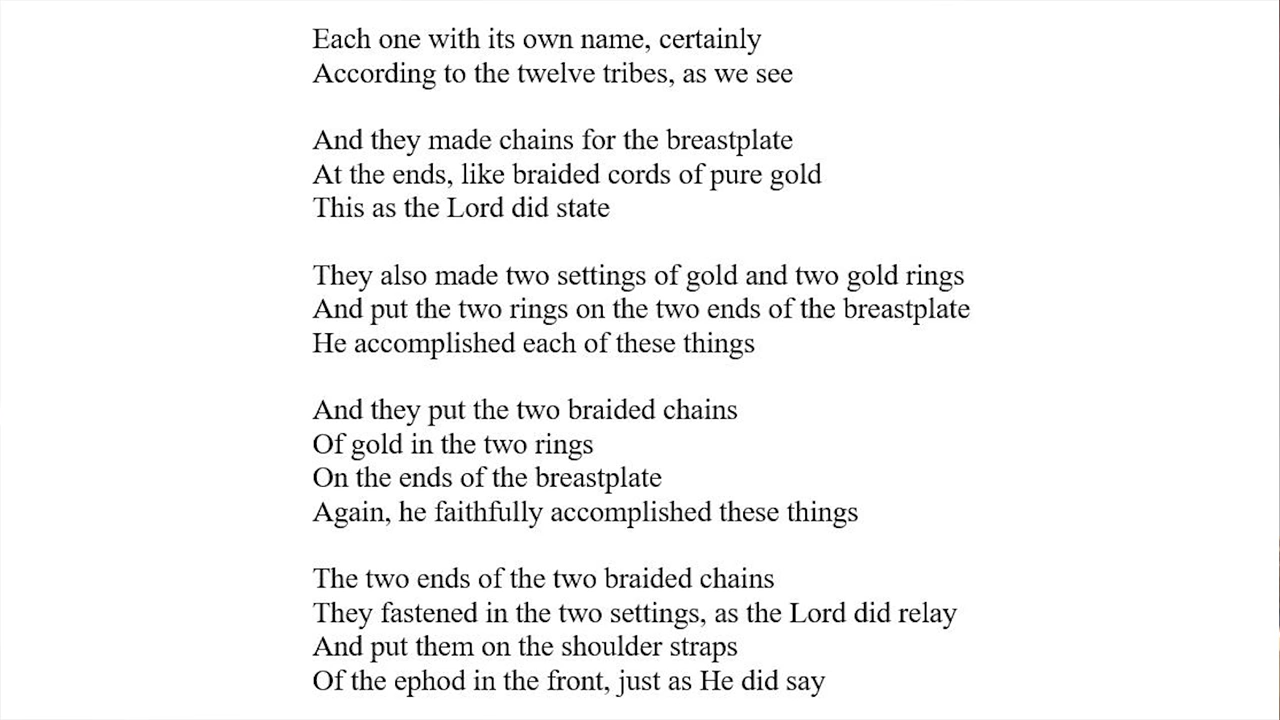 Each one with its own name, certainly
According to the twelve tribes, as we see
And they made chains for the breastplate
At the ends, like braided cords of pure gold
This as the Lord did state
They also made two settings of gold and two gold rings
And put the two rings on the two ends of the breastplate
He accomplished each of these things
And they put the two braided chains
Of gold in the two rings
On the ends of the breastplate
Again, he faithfully accomplished these things
The two ends of the two braided chains
They fastened in the two settings, as the Lord did relay
And put them on the shoulder straps
Of the ephod in the front, just as He did say